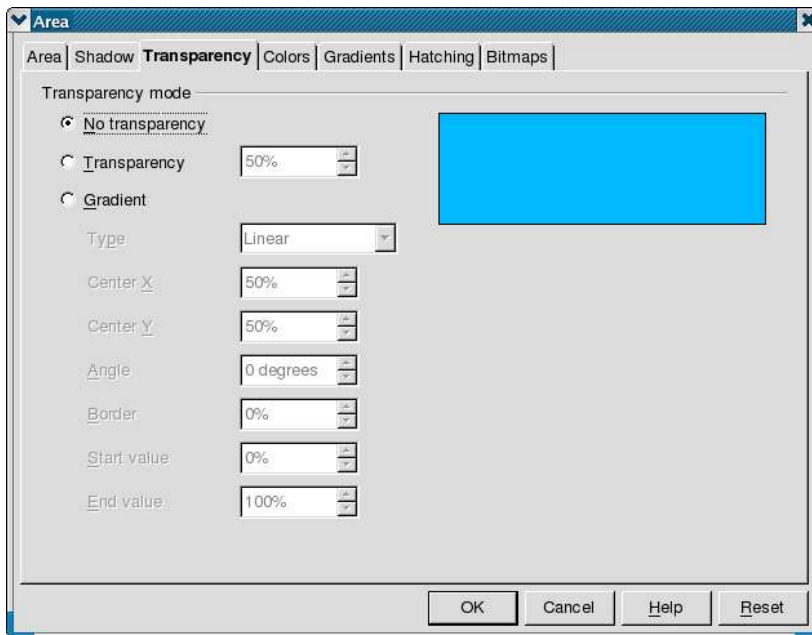 Area
Area Shadow Transparency Colors Gradients Hatching Bitmaps
Transparency mode
No transparency
Transparency 50%
Gradient
Type Linear
Center X 50%
Center Y 50%
Angle 0 degrees
Border 0%
Start value 0%
End value 100%
OK Cancel Help Reset